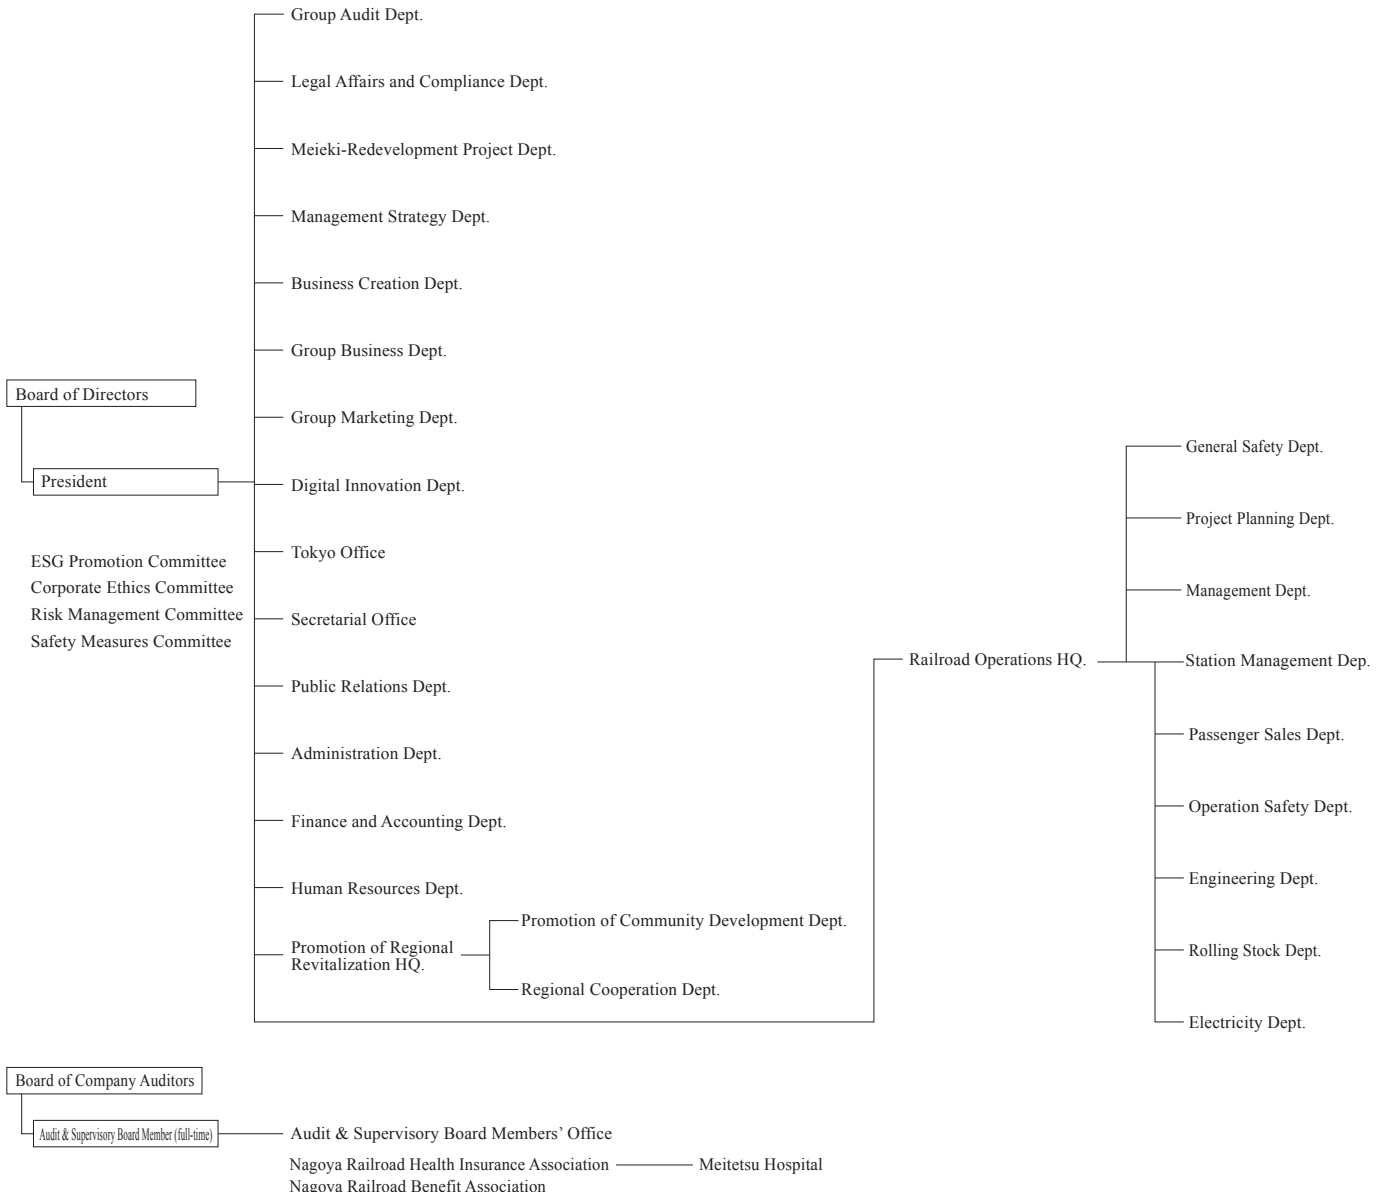 Group Audit Dept.
Legal Affairs and Compliance Dept.
Meieki-Redevelopment Project Dept.
Management Strategy Dept.
Business Creation Dept.
Group Business Dept.
Board of Directors
Group Marketing Dept.
General Safety Dept.
President
Digital Innovation Dept.
Project Planning Dept.
Tokyo Office
ESG Promotion Committee
Corporate Ethics Committee
Risk Management Committee
Safety Measures Committee
Management Dept.
Secretarial Office
Railroad Operations HQ.
Station Management Dep.
Public Relations Dept.
Passenger Sales Dept.
Administration Dept.
Operation Safety Dept.
Finance and Accounting Dept.
Engineering Dept.
Human Resources Dept.
Promotion of Community Development Dept.
Promotion of Regional
Revitalization HQ.
Rolling Stock Dept.
Regional Cooperation Dept.
Electricity Dept.
Board of Company Auditors
Audit & Supervisory Board Member (full-time)
Audit & Supervisory Board Members’ Office
Nagoya Railroad Health Insurance Association
Meitetsu Hospital
Nagoya Railroad Benefit Association